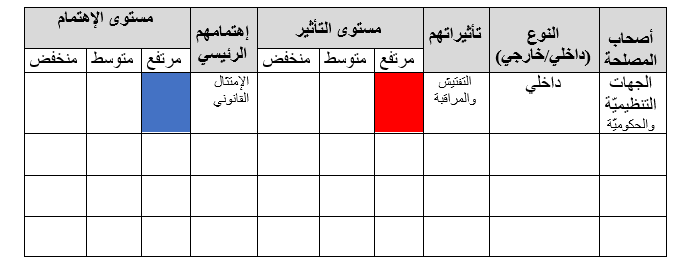 أصحاب المصلحة
النوع (داخلي/خارجي)
تأثيراتهم
مستوى التأثير
مرتفع
متوسط
منخفض
إهتمامهم الرئيسي
مستوى الإهتمام
مرتفع
متوسط
منخفض
الجهات
التنظيميّة
والحكوميّة
داخلي
التفتيش
والمراقبة
الإمتثال
القانوني